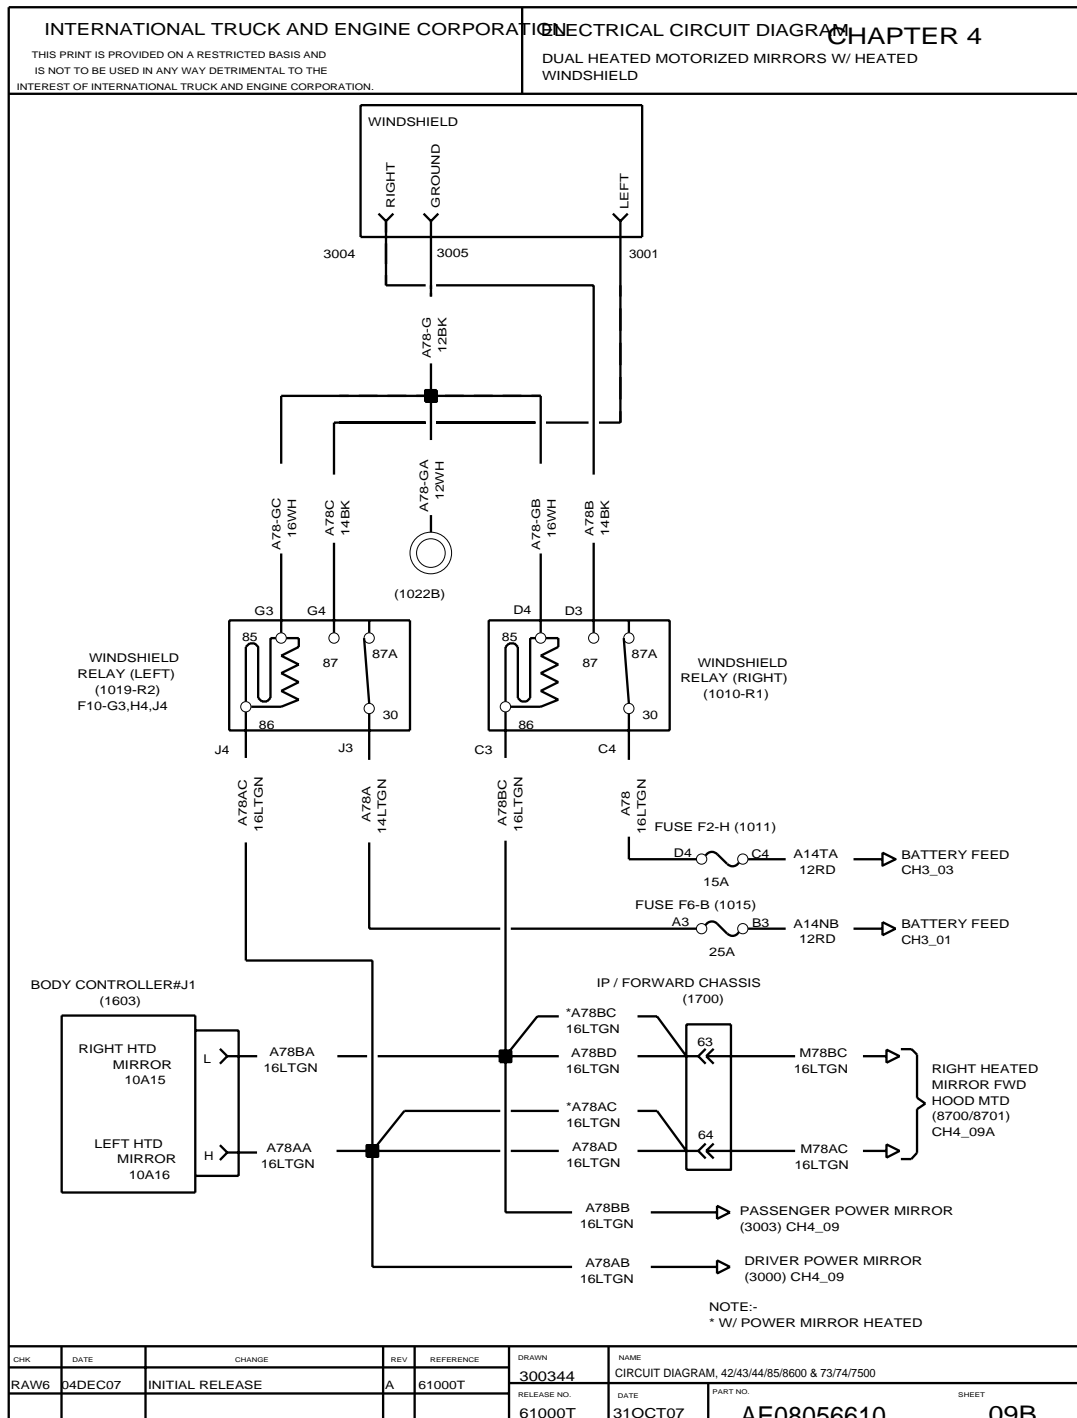 INTERNATIONAL TRUCK AND ENGINE CORPORATION
THIS PRINT IS PROVIDED ON A RESTRICTED BASIS AND
IS NOT TO BE USED IN ANY WAY DETRIMENTAL TO THE
INTEREST OF INTERNATIONAL TRUCK AND ENGINE CORPORATION.
ELECTRICAL CIRCUIT DIAGRAM
CHAPTER 4
DUAL HEATED MOTORIZED MIRRORS W/ HEATED
WINDSHIELD
WINDSHIELD
RIGHT
GROUND
LEFT
3004
3005
3001
A78-G
12BK
A78-GC
16WH
A78C
14BK
A78-GA
12WH
A78-GB
16WH
A78B
14BK
(1022B)
G3
G4
D4
D3
85
87
87A
30
86
85
87
87A
30
86
WINDSHIELD
RELAY (LEFT)
(1019-R2)
F10-G3,H4,J4
WINDSHIELD
RELAY (RIGHT)
(1010-R1)
J4
J3
C3
C4
A78AC
16LTGN
A78A
14LTGN
A78BC
16LTGN
A78
16LTGN
FUSE F2-H (1011)
D4
C4
15A
A14TA
12RD
BATTERY FEED
CH3_03
FUSE F6-B (1015)
A3
B3
25A
A14NB
12RD
BATTERY FEED
CH3_01
BODY CONTROLLER#J1
(1603)
IP / FORWARD CHASSIS
(1700)
RIGHT HTD
MIRROR
10A15
L
A78BA
16LTGN
*A78BC
16LTGN
A78BD
16LTGN
63
M78BC
16LTGN
LEFT HTD
MIRROR
10A16
H
A78AA
16LTGN
*A78AC
16LTGN
A78AD
16LTGN
64
M78AC
16LTGN
RIGHT HEATED
MIRROR FWD
HOOD MTD
(8700/8701)
CH4_09A
A78BB
16LTGN
PASSENGER POWER MIRROR
(3003) CH4_09
A78AB
16LTGN
DRIVER POWER MIRROR
(3000) CH4_09
NOTE:-
* W/ POWER MIRROR HEATED
CHK DATE CHANGE REV REFERENCE
RAW6 04DEC07 INITIAL RELEASE A 61000T
DRAWN
300344
NAME
CIRCUIT DIAGRAM, 42/43/44/85/8600 & 73/74/7500
RELEASE NO.
61000T
DATE
31OCT07
PART NO.
AE08056610
SHEET
09B